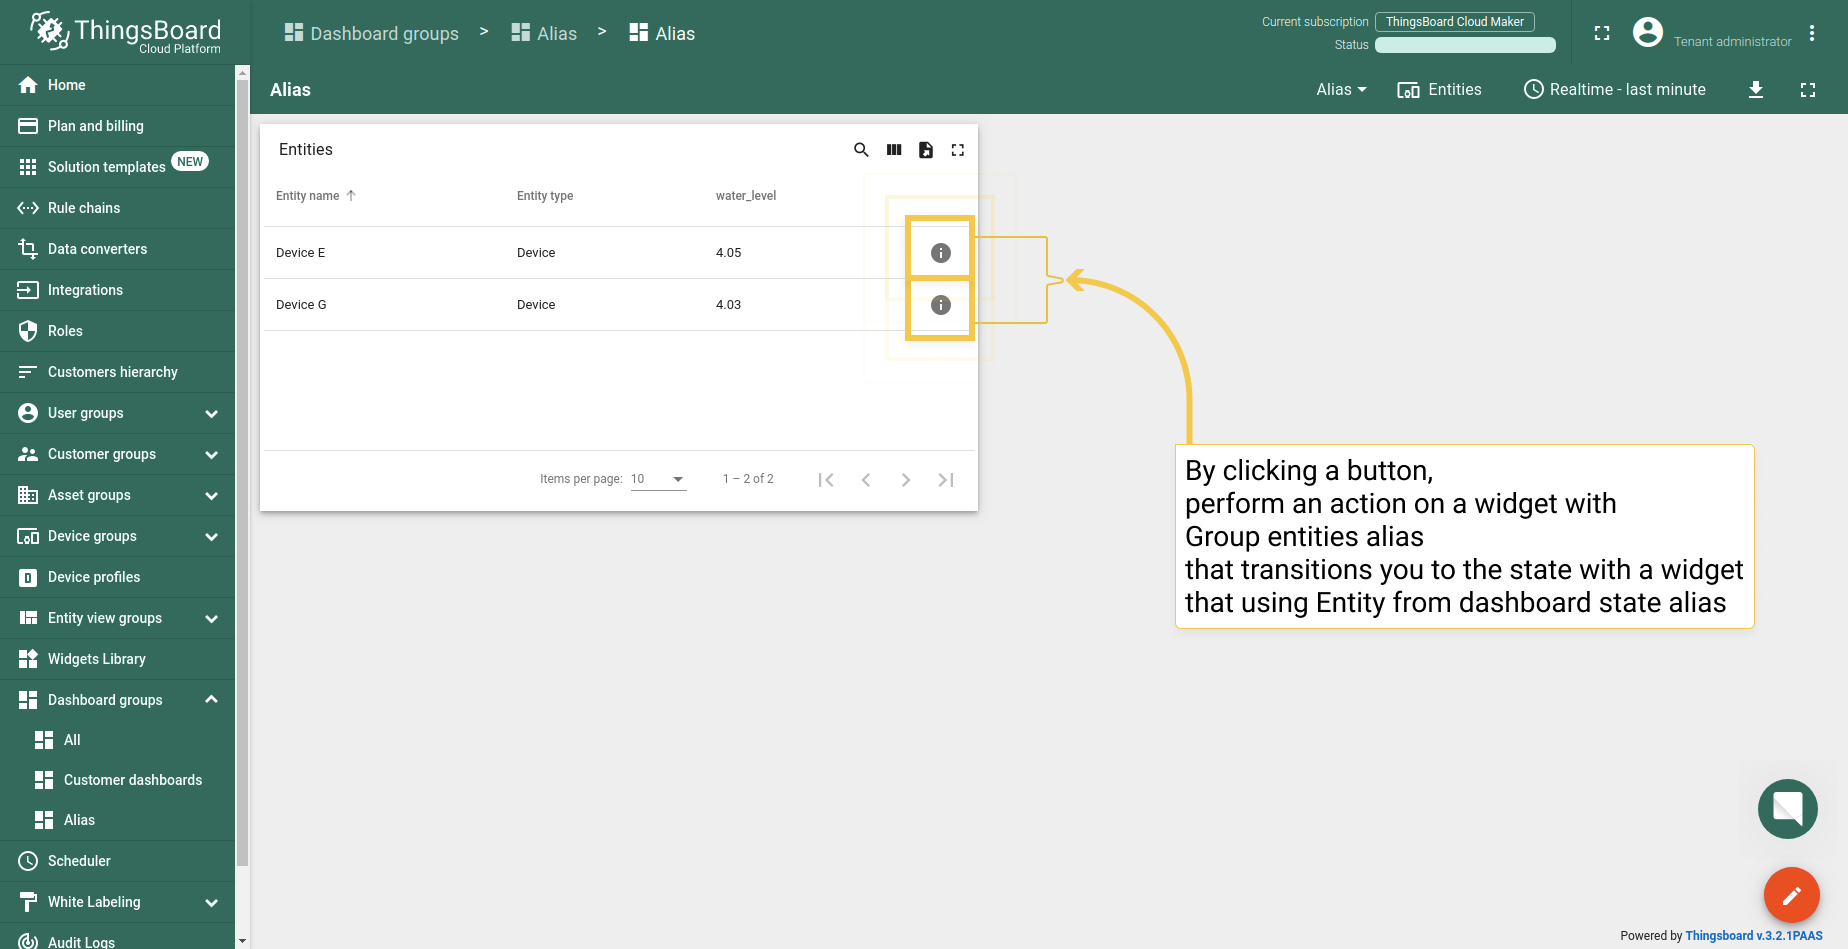 ThingsBoard
Cloud Platform
Dashboard groups > Alias > Alias
Current subscription ThingsBoard Cloud Maker
Status
Tenant administrator
Alias
Alias
Entities
Realtime - last minute
Home
Plan and billing
Solution templates NEW
Rule chains
Data converters
Integrations
Roles
Customers hierarchy
User groups
Customer groups
Asset groups
Device groups
Device profiles
Entity view groups
Widgets Library
Dashboard groups
All
Customer dashboards
Alias
Scheduler
White Labeling
Audit Logs
Entities
Entity name Entity type water_level
Device E Device 4.05
Device G Device 4.03
Items per page: 10 1 – 2 of 2
By clicking a button,
perform an action on a widget with
Group entities alias
that transitions you to the state with a widget
that using Entity from dashboard state alias
Powered by Thingsboard v.3.2.1PAAS